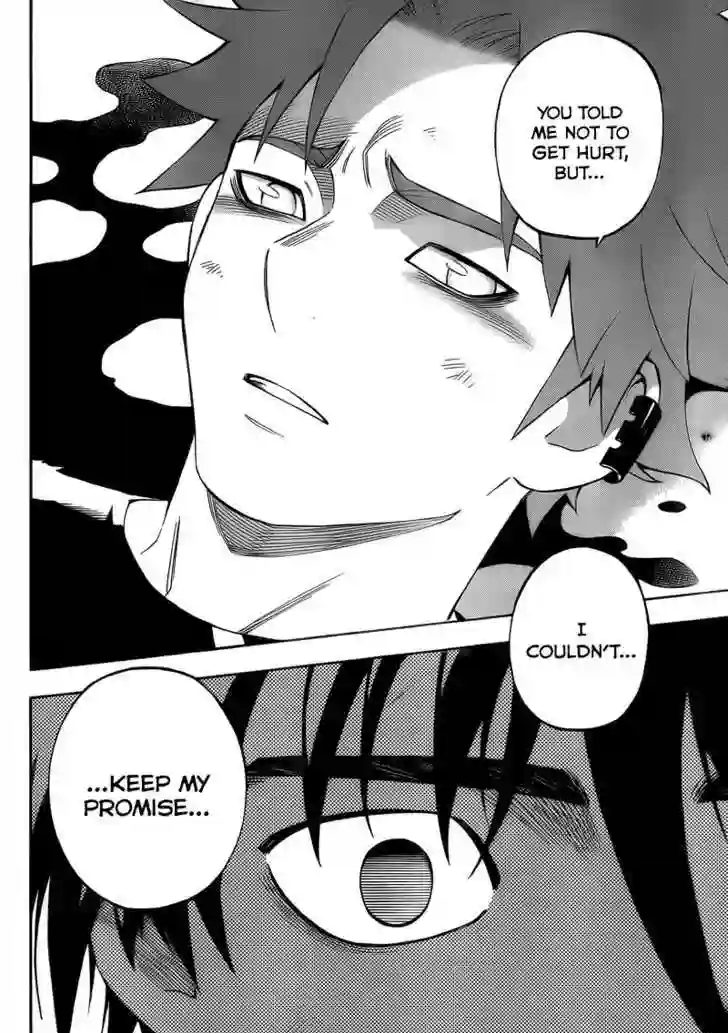 YOU TOLD
ME NOT TO
GET HURT,
BUT...
I
COULDN'T...
...KEEP MY
PROMISE...